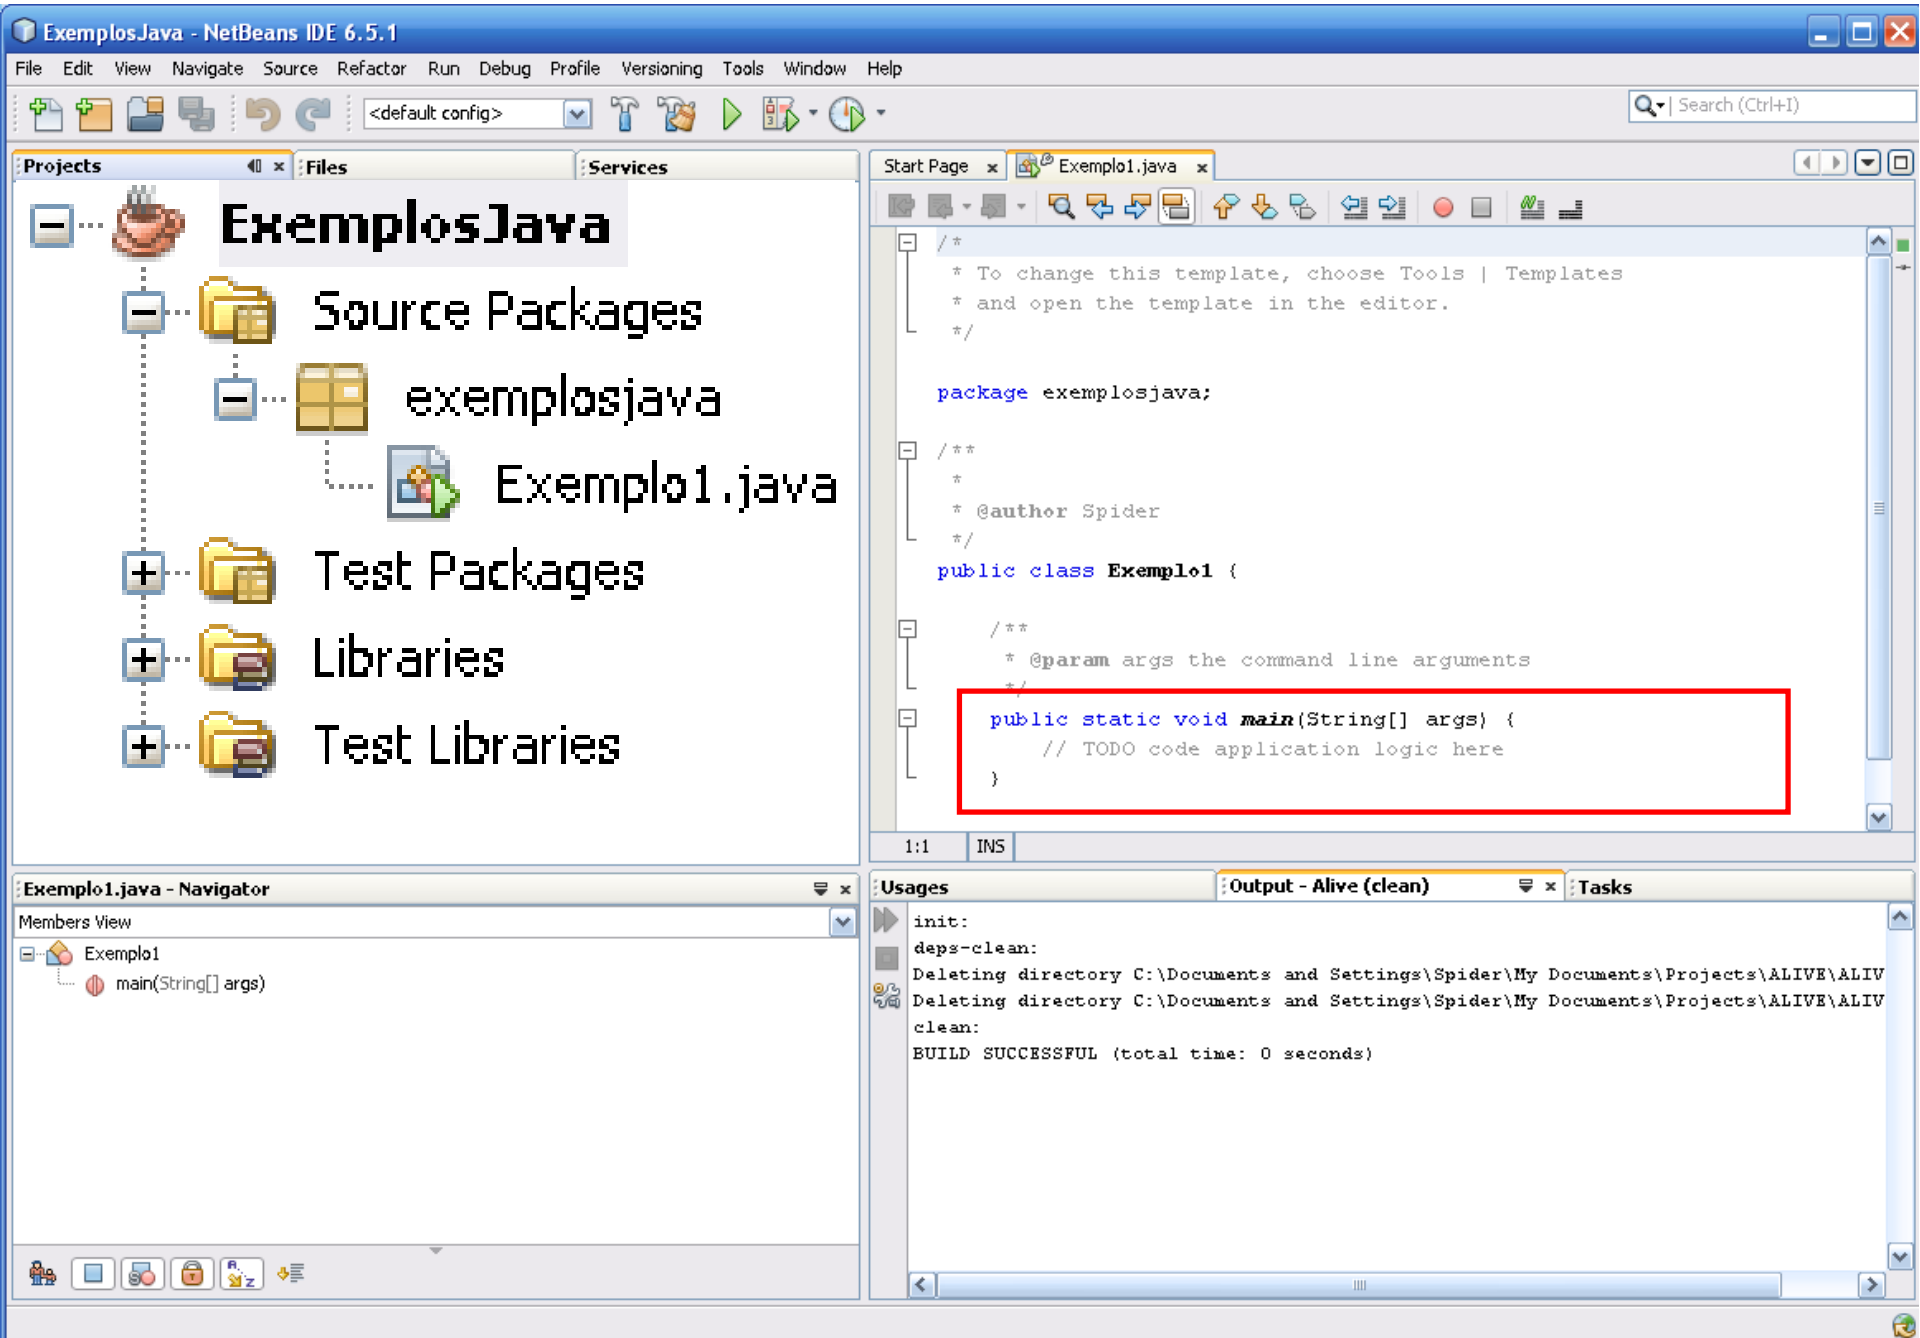 ExemplosJava - NetBeans IDE 6.5.1
File Edit View Navigate Source Refactor Run Debug Profile Versioning Tools Window Help
<default config>
Search (Ctrl+I)
Projects Files Services
ExemplosJava
Source Packages
exemplosjava
Exemplo1.java
Test Packages
Libraries
Test Libraries
Start Page Exemplo1.java
/*
* To change this template, choose Tools | Templates
* and open the template in the editor.
*/
package exemplosjava;
/**
*
* @author Spider
*/
public class Exemplo1 {
/**
* @param args the command line arguments
*/
public static void main(String[] args) {
// TODO code application logic here
}
1:1 INS
Exemplo1.java - Navigator
Members View
Exemplo1
main(String[] args)
Usages Output - Alive (clean) Tasks
init:
deps-clean:
Deleting directory C:\Documents and Settings\Spider\My Documents\Projects\ALIVE\ALIV
Deleting directory C:\Documents and Settings\Spider\My Documents\Projects\ALIVE\ALIV
clean:
BUILD SUCCESSFUL (total time: 0 seconds)